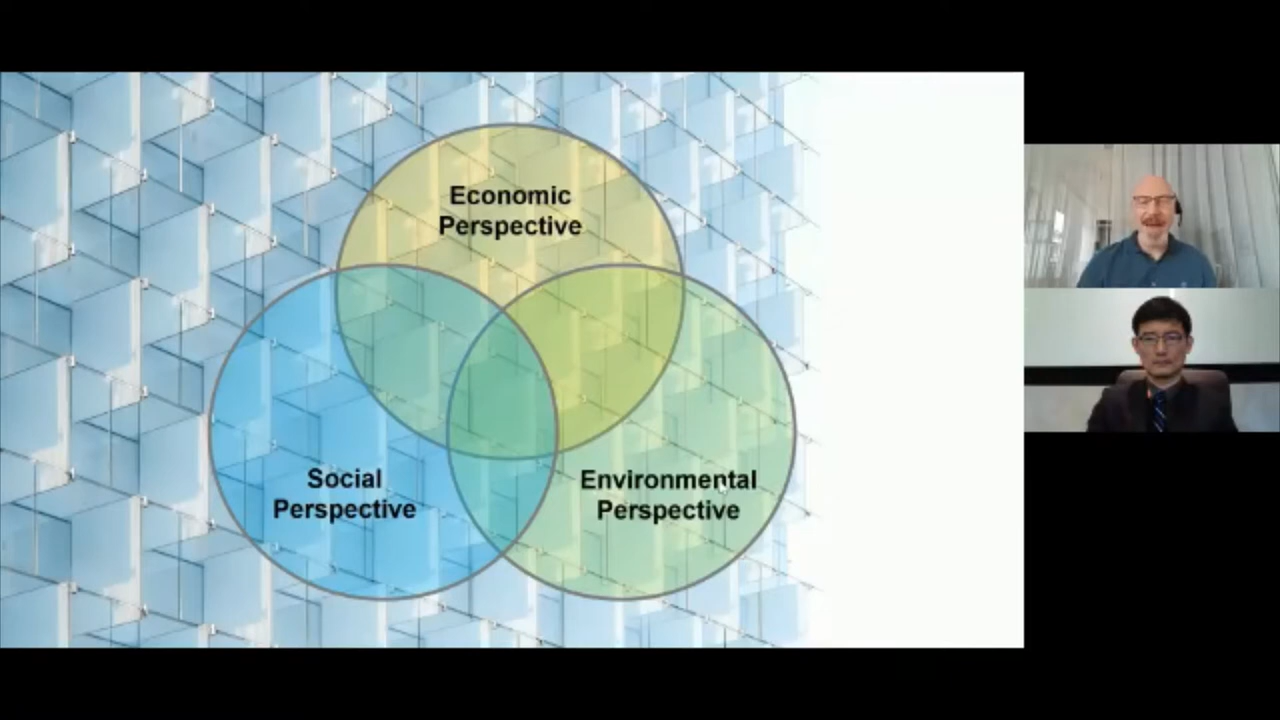 Economic
Perspective
Social
Perspective
Environmental
Perspective